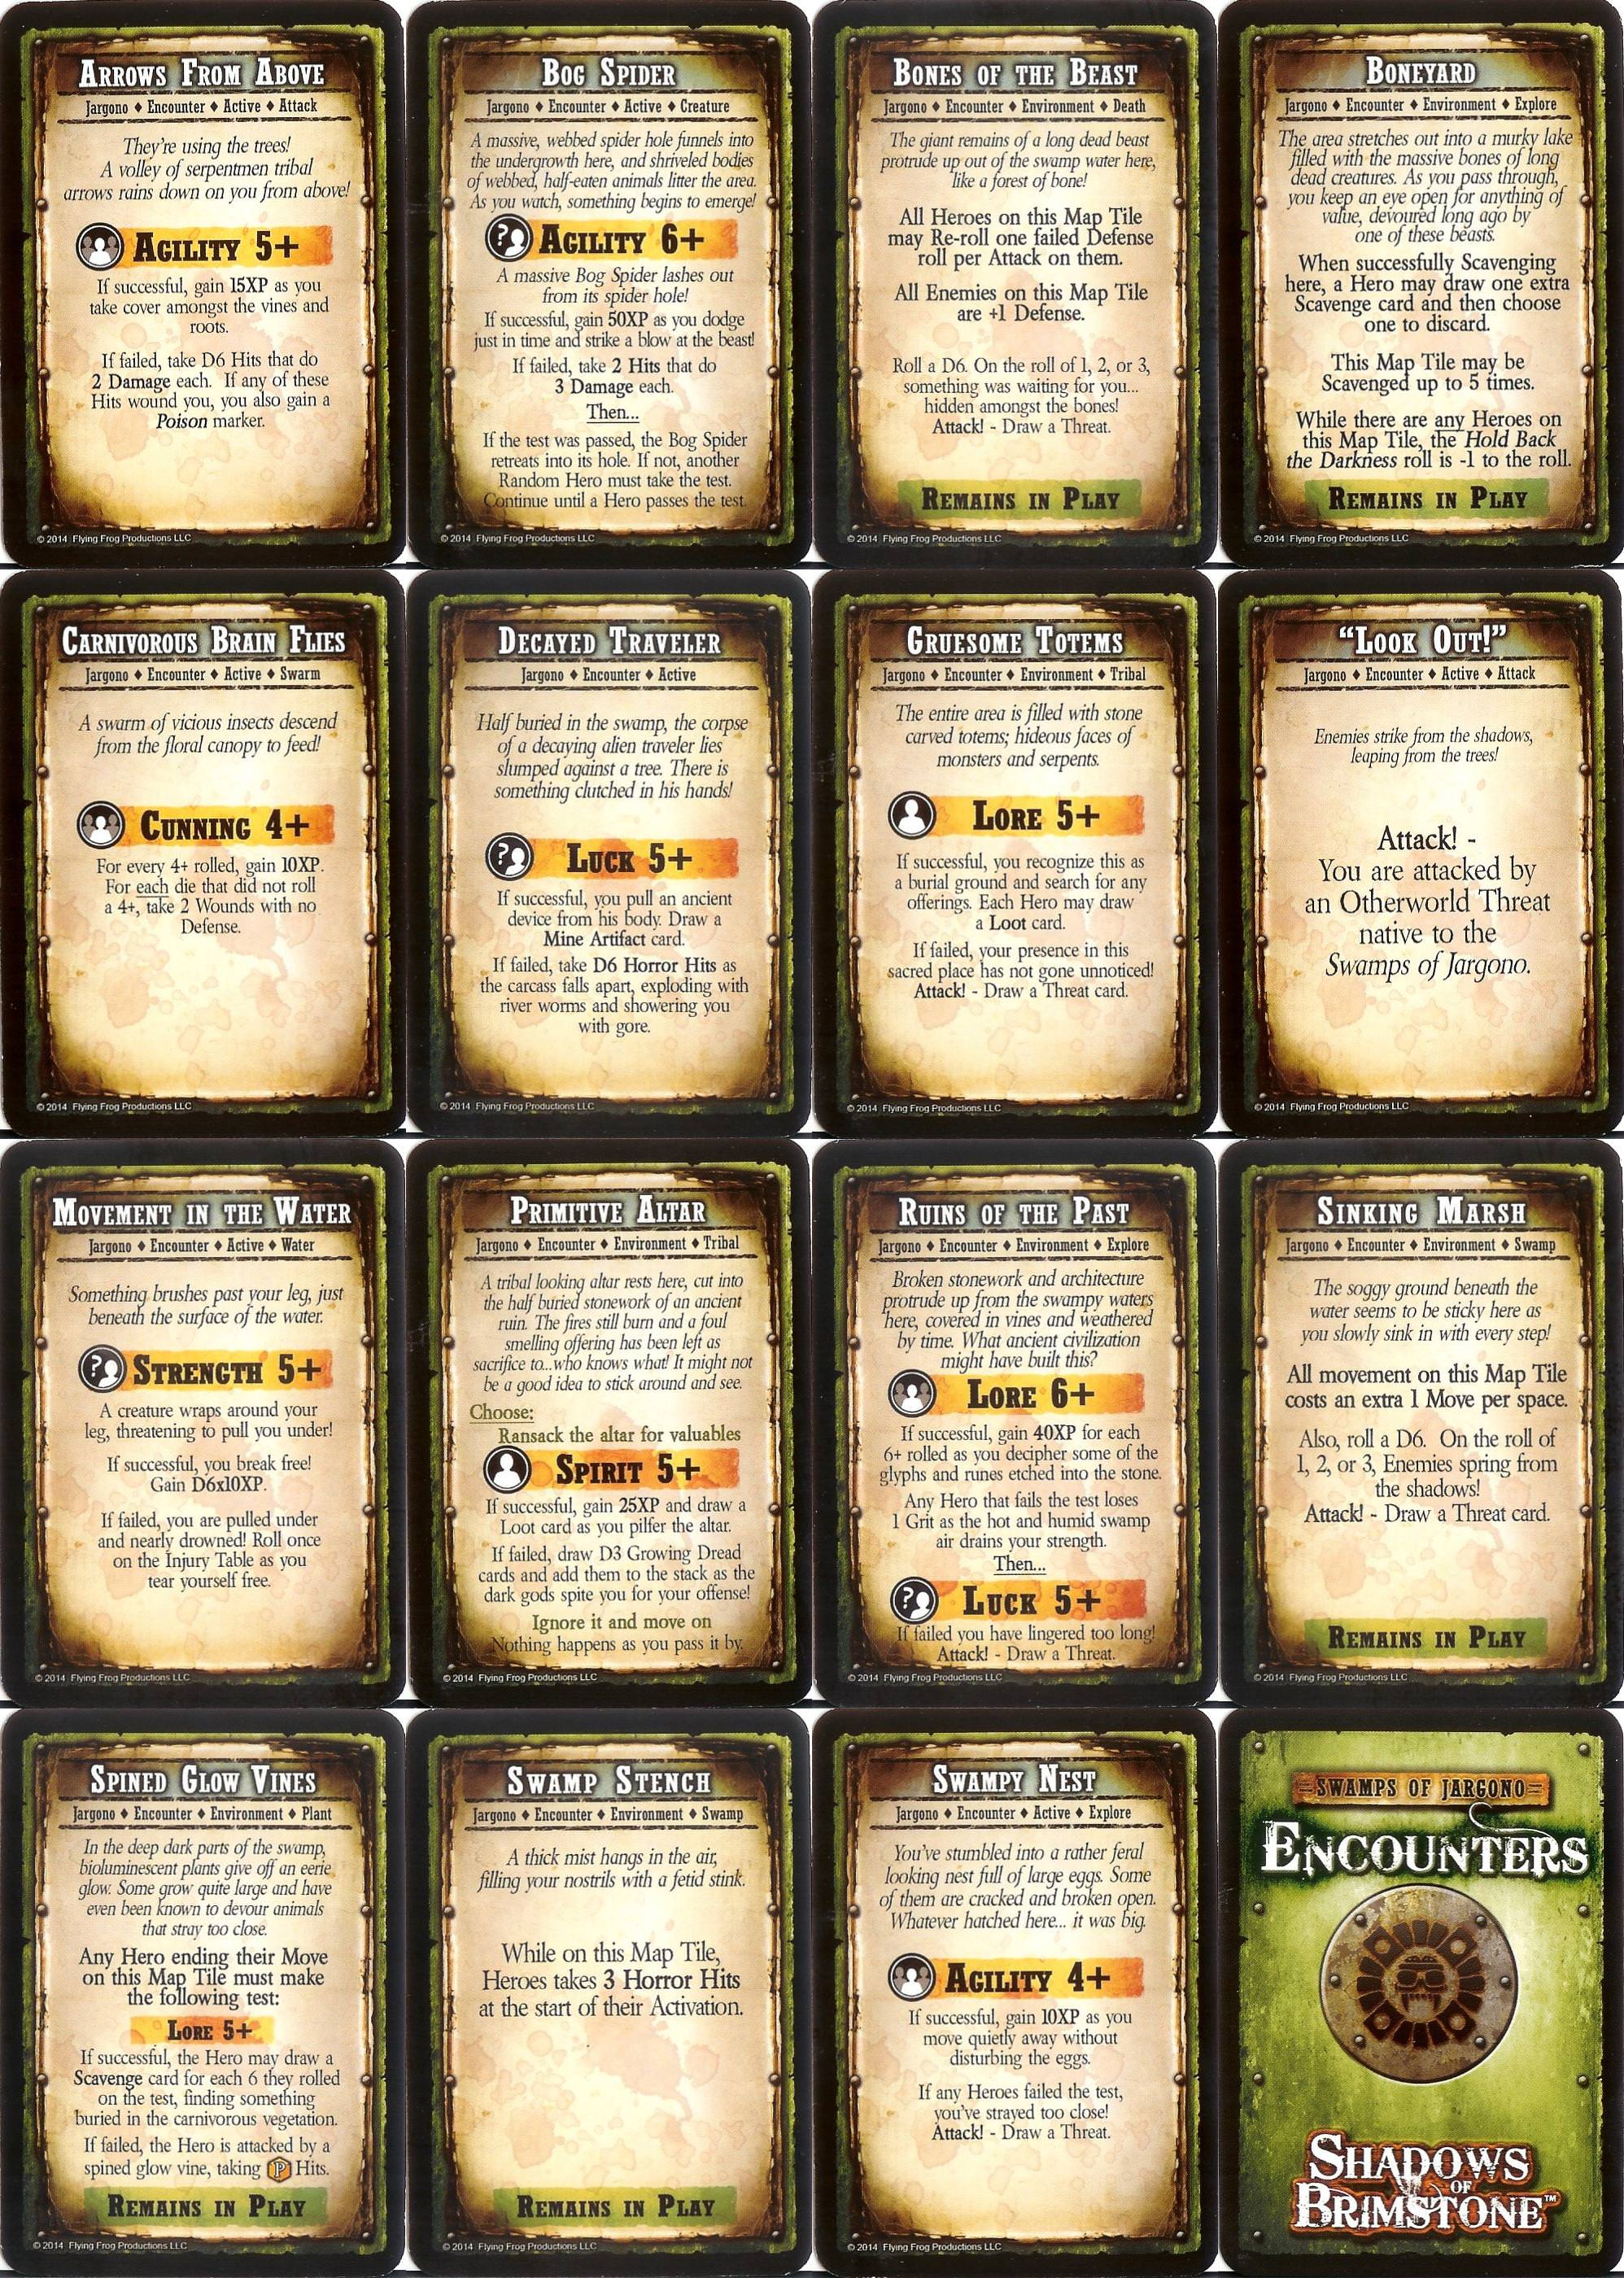 ARROWS FROM ABOVE
Jargono ♦ Encounter ♦ Active ♦ Attack
They're using the trees!
A volley of serpentmen tribal
arrows rains down on you from above!
AGILITY 5+
If successful, gain 15XP as you
take cover amongst the vines and
roots.
If failed, take D6 Hits that do
2 Damage each. If any of these
Hits wound you, you also gain a
Poison marker.
© 2014 Flying Frog Productions LLC
BOG SPIDER
Jargono ♦ Encounter ♦ Active ♦ Creature
A massive, webbed spider hole funnels into
the undergrowth here, and shriveled bodies
of webbed, half-eaten animals litter the area.
As you watch, something begins to emerge!
AGILITY 6+
A massive Bog Spider lashes out
from its spider hole!
If successful, gain 50XP as you dodge
just in time and strike a blow at the beast!
If failed, take 2 Hits that do
3 Damage each.
Then...
If the test was passed, the Bog Spider
retreats into its hole. If not, another
Random Hero must take the test.
Continue until a Hero passes the test.
© 2014 Flying Frog Productions LLC
BONES OF THE BEAST
Jargono ♦ Encounter ♦ Environment ♦ Death
The giant remains of a long dead beast
protrude up out of the swamp water here,
like a forest of bone!
All Heroes on this Map Tile
may Re-roll one failed Defense
roll per Attack on them.
All Enemies on this Map Tile
are +1 Defense.
Roll a D6. On the roll of 1, 2, or 3,
something was waiting for you...
hidden amongst the bones!
Attack! - Draw a Threat.
REMAINS IN PLAY
© 2014 Flying Frog Productions LLC
BONEYARD
Jargono ♦ Encounter ♦ Environment ♦ Explore
The area stretches out into a murky lake
filled with the massive bones of long
dead creatures. As you pass through,
you keep an eye open for anything of
value, devoured long ago by
one of these beasts.
When successfully Scavenging
here, a Hero may draw one extra
Scavenge card and then choose
one to discard.
This Map Tile may be
Scavenged up to 5 times.
While there are any Heroes on
this Map Tile, the Hold Back
the Darkness roll is -1 to the roll.
REMAINS IN PLAY
© 2014 Flying Frog Productions LLC
CARNIVOROUS BRAIN FLIES
Jargono ♦ Encounter ♦ Active ♦ Swarm
A swarm of vicious insects descend
from the floral canopy to feed!
CUNNING 4+
For every 4+ rolled, gain 10XP.
For each die that did not roll
a 4+, take 2 Wounds with no
Defense.
© 2014 Flying Frog Productions LLC
DECAYED TRAVELER
Jargono ♦ Encounter ♦ Active
Half buried in the swamp, the corpse
of a decaying alien traveler lies
slumped against a tree. There is
something clutched in his hands!
LUCK 5+
If successful, you pull an ancient
device from his body. Draw a
Mine Artifact card.
If failed, take D6 Horror Hits as
the carcass falls apart, exploding with
river worms and showering you
with gore.
© 2014 Flying Frog Productions LLC
GRUESOME TOTEMS
Jargono ♦ Encounter ♦ Environment ♦ Tribal
The entire area is filled with stone
carved totems; hideous faces of
monsters and serpents.
LORE 5+
If successful, you recognize this as
a burial ground and search for any
offerings. Each Hero may draw
a Loot card.
If failed, your presence in this
sacred place has not gone unnoticed!
Attack! - Draw a Threat card.
© 2014 Flying Frog Productions LLC
"LOOK OUT!"
Jargono ♦ Encounter ♦ Active ♦ Attack
Enemies strike from the shadows,
leaping from the trees!
Attack! -
You are attacked by
an Otherworld Threat
native to the
Swamps of Jargono.
© 2014 Flying Frog Productions LLC
MOVEMENT IN THE WATER
Jargono ♦ Encounter ♦ Active ♦ Water
Something brushes past your leg, just
beneath the surface of the water.
STRENGTH 5+
A creature wraps around your
leg, threatening to pull you under!
If successful, you break free!
Gain D6x10XP.
If failed, you are pulled under
and nearly drowned! Roll once
on the Injury Table as you
tear yourself free.
© 2014 Flying Frog Productions LLC
PRIMITIVE ALTAR
Jargono ♦ Encounter ♦ Environment ♦ Tribal
A tribal looking altar rests here, cut into
the half buried stonework of an ancient
ruin. The fires still burn and a foul
smelling offering has been left as
sacrifice to...who knows what! It might not
be a good idea to stick around and see.
Choose:
Ransack the altar for valuables
SPIRIT 5+
If successful, gain 25XP and draw a
Loot card as you pilfer the altar.
If failed, draw D3 Growing Dread
cards and add them to the stack as the
dark gods spite you for your offense!
Ignore it and move on
Nothing happens as you pass it by.
© 2014 Flying Frog Productions LLC
RUINS OF THE PAST
Jargono ♦ Encounter ♦ Environment ♦ Explore
Broken stonework and architecture
protrude up from the swampy waters
here, covered in vines and weathered
by time. What ancient civilization
might have built this?
LORE 6+
If successful, gain 40XP for each
6+ rolled as you decipher some of the
glyphs and runes etched into the stone.
Any Hero that fails the test loses
1 Grit as the hot and humid swamp
air drains your strength.
Then...
LUCK 5+
If failed you have lingered too long!
Attack! - Draw a Threat.
© 2014 Flying Frog Productions LLC
SINKING MARSH
Jargono ♦ Encounter ♦ Environment ♦ Swamp
The soggy ground beneath the
water seems to be sticky here as
you slowly sink in with every step!
All movement on this Map Tile
costs an extra 1 Move per space.
Also, roll a D6. On the roll of
1, 2, or 3, Enemies spring from
the shadows!
Attack! - Draw a Threat card.
REMAINS IN PLAY
© 2014 Flying Frog Productions LLC
SPINED GLOW VINES
Jargono ♦ Encounter ♦ Environment ♦ Plant
In the deep dark parts of the swamp,
bioluminescent plants give off an eerie
glow. Some grow quite large and have
even been known to devour animals
that stray too close.
Any Hero ending their Move
on this Map Tile must make
the following test:
LORE 5+
If successful, the Hero may draw a
Scavenge card for each 6 they rolled
on the test, finding something
buried in the carnivorous vegetation.
If failed, the Hero is attacked by a
spined glow vine, taking P Hits.
REMAINS IN PLAY
© 2014 Flying Frog Productions LLC
SWAMP STENCH
Jargono ♦ Encounter ♦ Environment ♦ Swamp
A thick mist hangs in the air,
filling your nostrils with a fetid stink.
While on this Map Tile,
Heroes takes 3 Horror Hits
at the start of their Activation.
REMAINS IN PLAY
© 2014 Flying Frog Productions LLC
SWAMPY NEST
Jargono ♦ Encounter ♦ Active ♦ Explore
You've stumbled into a rather feral
looking nest full of large eggs. Some
of them are cracked and broken open.
Whatever hatched here... it was big.
AGILITY 4+
If successful, gain 10XP as you
move quietly away without
disturbing the eggs.
If any Heroes failed the test,
you've strayed too close!
Attack! - Draw a Threat.
© 2014 Flying Frog Productions LLC
SWAMPS OF JARGONO
ENCOUNTERS
SHADOWS
OF
BRIMSTONE™